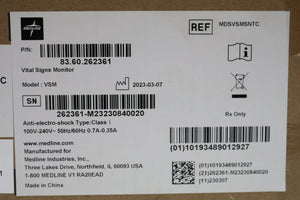 MEDLINE
REF
MDSVSMSNTC
P/N:
83.60.262361
Vital Signs Monitor
Model: VSM
2023-03-07
SN
262361-M23230840020
Anti-electro-shock Type:Class I
100V-240V~ 50Hz/60Hz 0.7A-0.35A
Rx Only
(01)10193489012927
www.medline.com
Manufactured for:
Medline Industries, Inc.
Three Lakes Drive, Northfield, IL 60093 USA
1-800 MEDLINE V1 RA20EAD
Made in China
(01)10193489012927
(21)262361-M23230840020
(11)230307